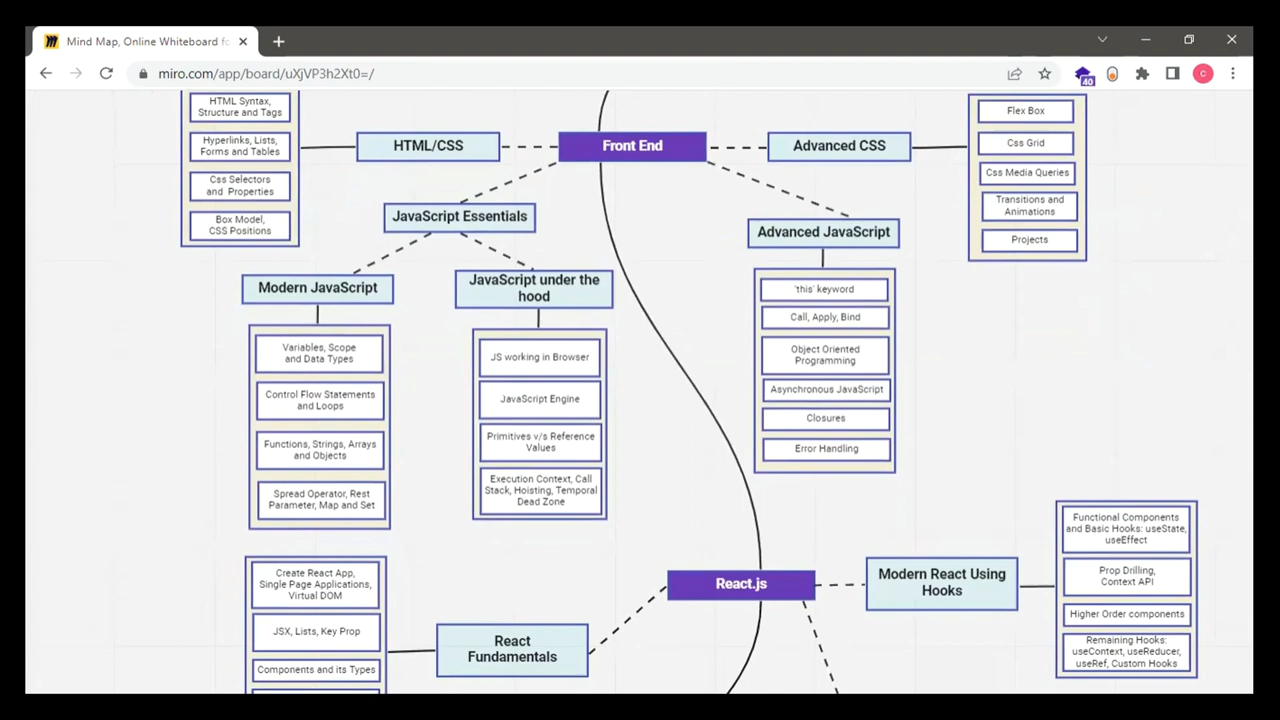 Mind Map, Online Whiteboard fo
miro.com/app/board/uXjVP3h2Xt0=/
40
C
HTML Syntax,
Structure and Tags
Hyperlinks, Lists,
Forms and Tables
Css Selectors
and Properties
Box Model,
CSS Positions
HTML/CSS
Front End
Advanced CSS
Flex Box
Css Grid
Css Media Queries
Transitions and
Animations
Projects
JavaScript Essentials
Advanced JavaScript
Modern JavaScript
JavaScript under the
hood
Variables, Scope
and Data Types
Control Flow Statements
and Loops
Functions, Strings, Arrays
and Objects
Spread Operator, Rest
Parameter, Map and Set
JS working in Browser
JavaScript Engine
Primitives v/s Reference
Values
Execution Context, Call
Stack, Hoisting, Temporal
Dead Zone
'this' keyword
Call, Apply, Bind
Object Oriented
Programming
Asynchronous JavaScript
Closures
Error Handling
React.js
Modern React Using
Hooks
Functional Components
and Basic Hooks: useState,
useEffect
Prop Drilling,
Context API
Higher Order components
Remaining Hooks:
useContext, useReducer,
useRef, Custom Hooks
React
Fundamentals
Create React App,
Single Page Applications,
Virtual DOM
JSX, Lists, Key Prop
Components and its Types